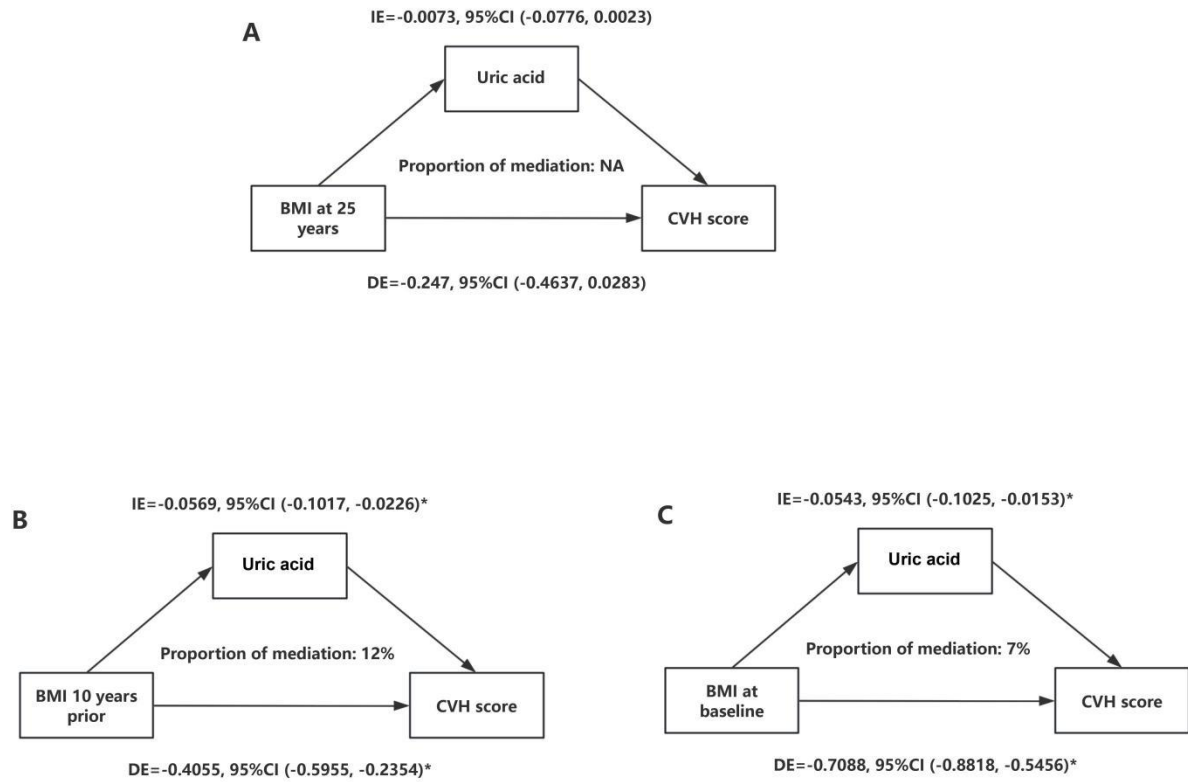 IE=-0.0073, 95%CI (-0.0776, 0.0023)
A
Uric acid
Proportion of mediation: NA
BMI at 25
years
CVH score
DE=-0.247, 95%CI (-0.4637, 0.0283)
IE=-0.0569, 95%CI (-0.1017, -0.0226)*
B
Uric acid
Proportion of mediation: 12%
BMI 10 years
prior
CVH score
DE=-0.4055, 95%CI (-0.5955, -0.2354)*
IE=-0.0543, 95%CI (-0.1025, -0.0153)*
C
Uric acid
Proportion of mediation: 7%
BMI at
baseline
CVH score
DE=-0.7088, 95%CI (-0.8818, -0.5456)*